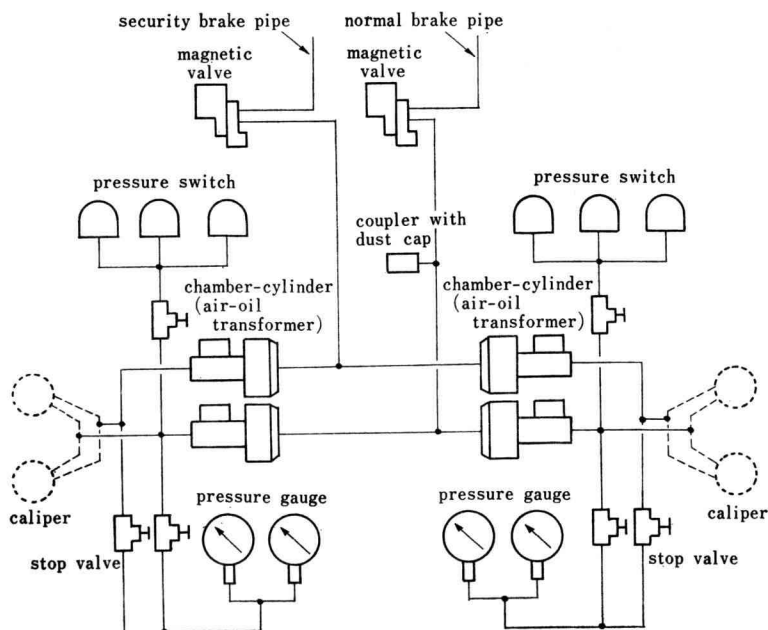 security brake pipe
normal brake pipe
magnetic
valve
magnetic
valve
pressure switch
pressure switch
coupler with
dust cap
chamber-cylinder
(air-oil
transformer)
chamber-cylinder
(air-oil
transformer)
pressure gauge
pressure gauge
caliper
caliper
stop valve
stop valve